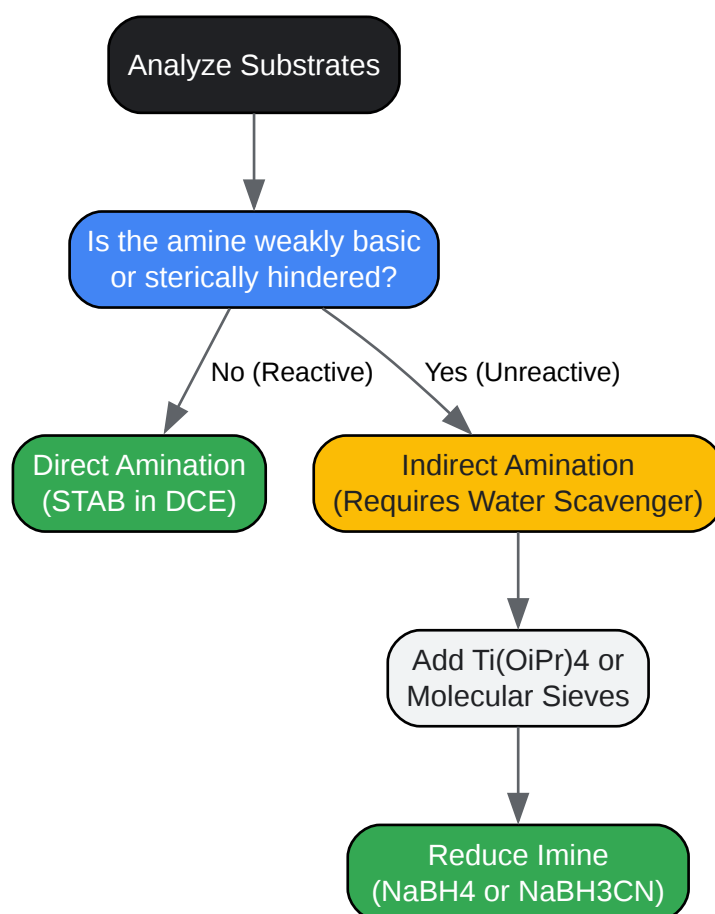 Analyze Substrates
Is the amine weakly basic
or sterically hindered?
No (Reactive)
Yes (Unreactive)
Direct Amination
(STAB in DCE)
Indirect Amination
(Requires Water Scavenger)
Add Ti(OiPr)4 or
Molecular Sieves
Reduce Imine
(NaBH4 or NaBH3CN)